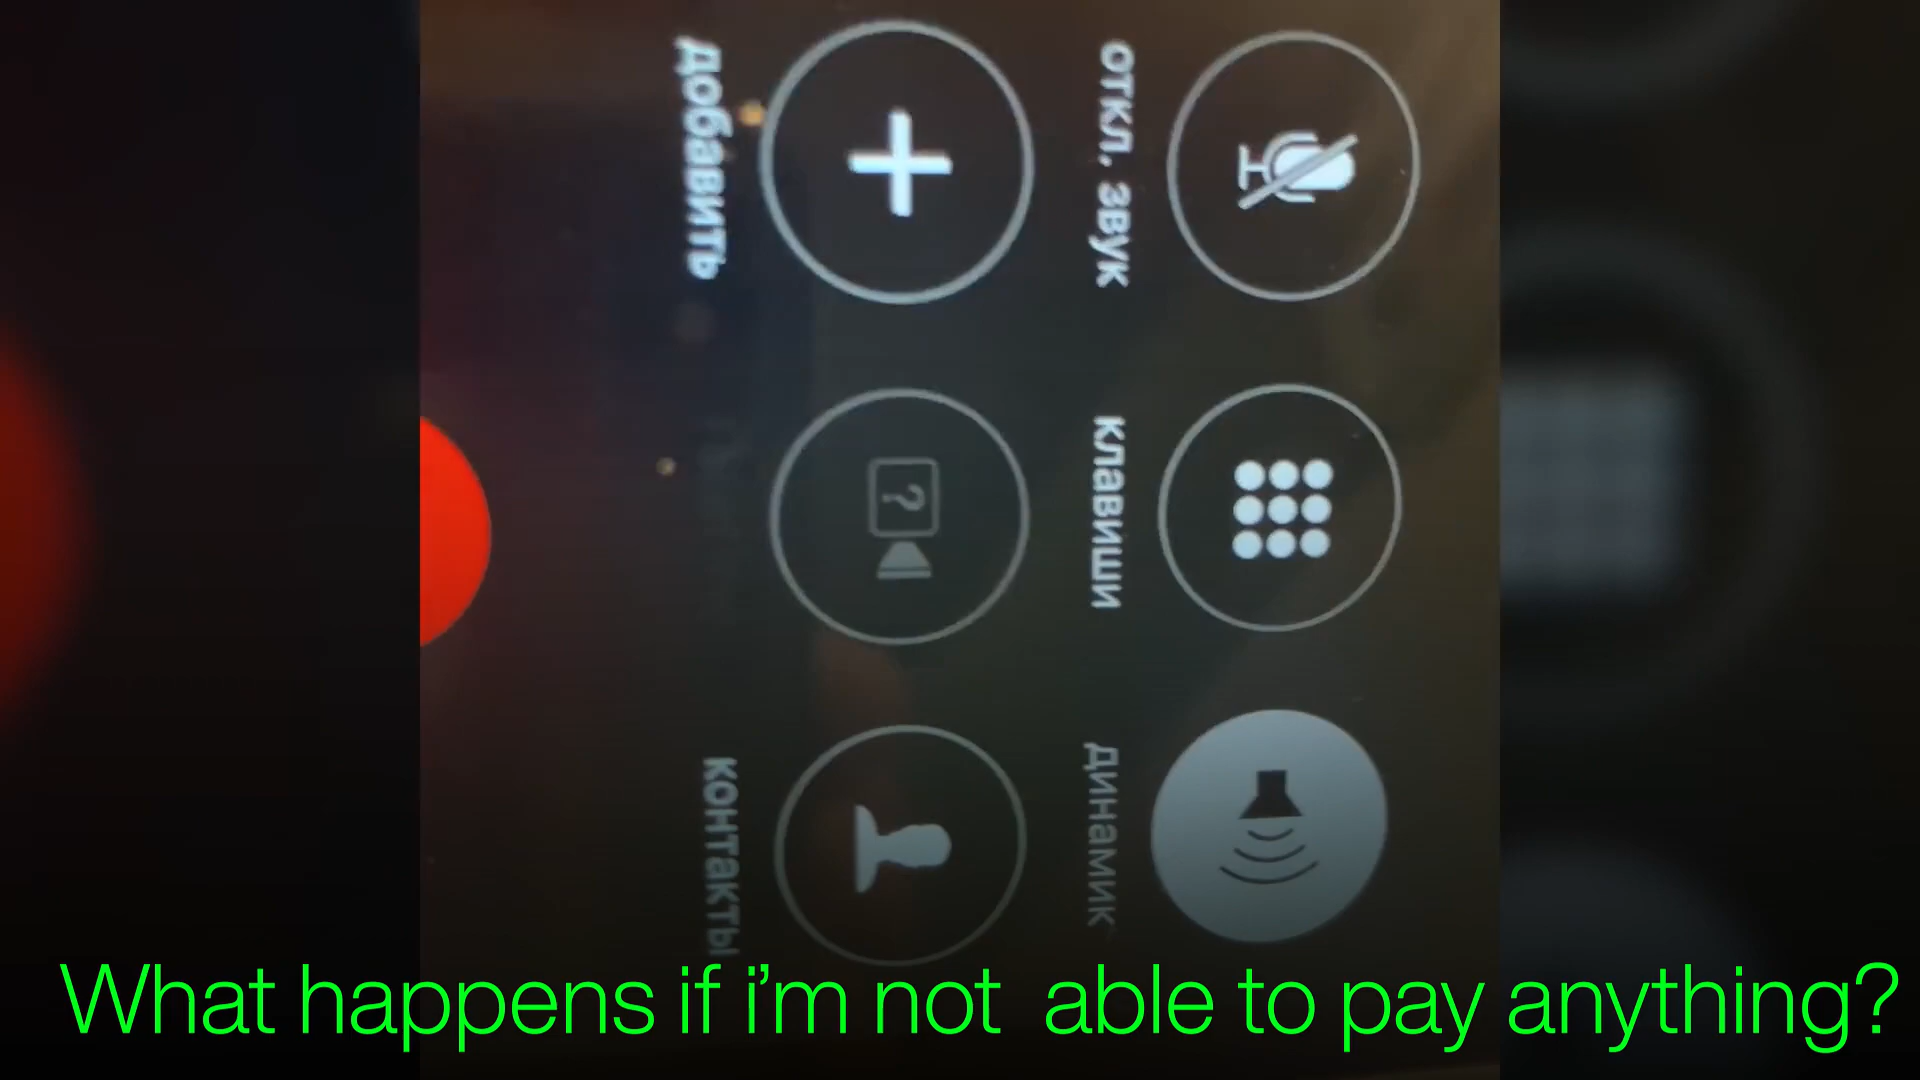 откл. звук
клавиши
динамик
добавить
контакты
What happens if i'm not able to pay anything?